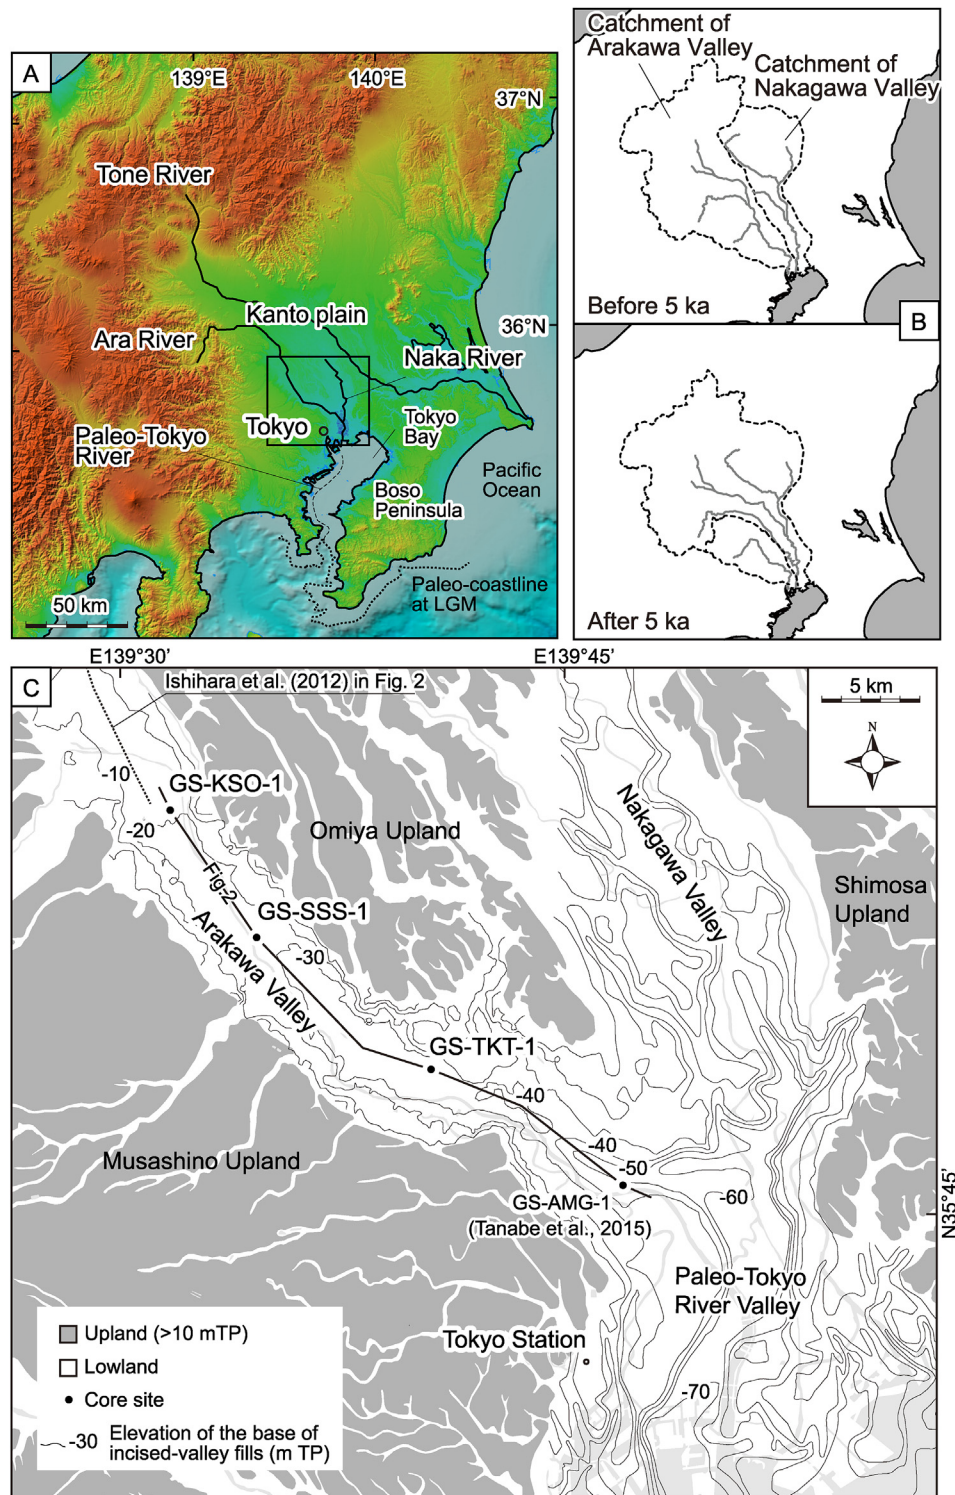 A
139°E
140°E
37°N
Tone River
Kanto plain
36°N
Ara River
Naka River
Tokyo
Tokyo
Bay
Paleo-Tokyo
River
Pacific
Ocean
Boso
Peninsula
Paleo-coastline
at LGM
50 km
Catchment of
Arakawa Valley
Catchment of
Nakagawa Valley
Before 5 ka
B
After 5 ka
E139°30'
E139°45'
C
Ishihara et al. (2012) in Fig. 2
5 km
N
-10
GS-KSO-1
-20
Omiya Upland
Nakagawa Valley
Shimosa
Upland
Fig. 2
GS-SSS-1
Arakawa Valley
-30
GS-TKT-1
-40
Musashino Upland
-40
-50
-60
GS-AMG-1
(Tanabe et al., 2015)
N35°45'
Paleo-Tokyo
River Valley
Tokyo Station
-70
Upland (>10 mTP)
Lowland
Core site
-30 Elevation of the base of
incised-valley fills (m TP)